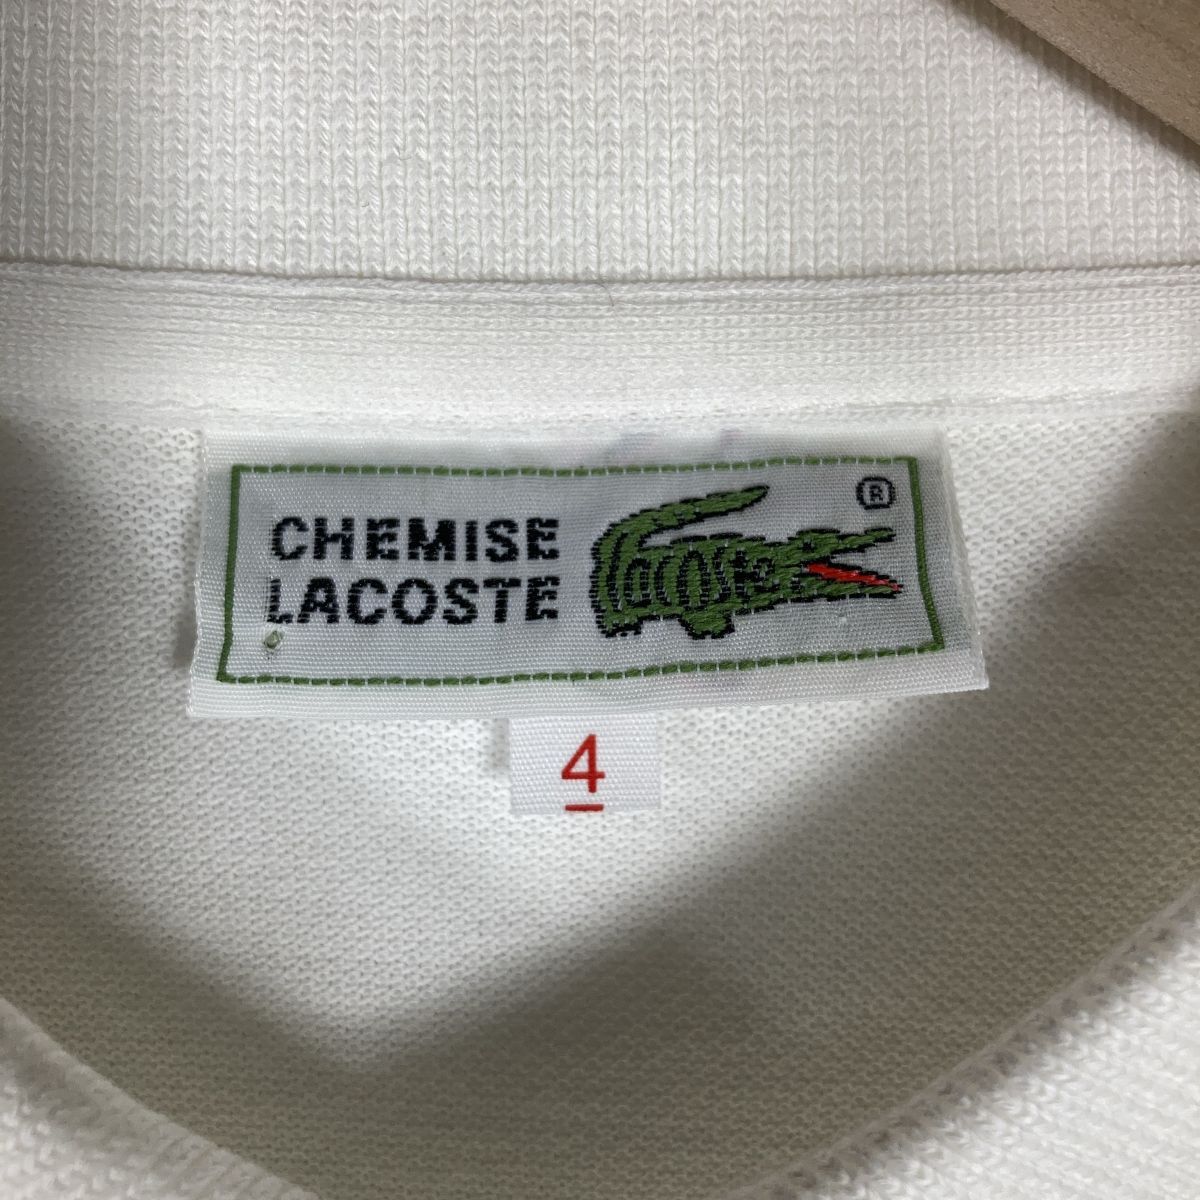 CHEMISE
LACOSTE
Lacoste
®
4